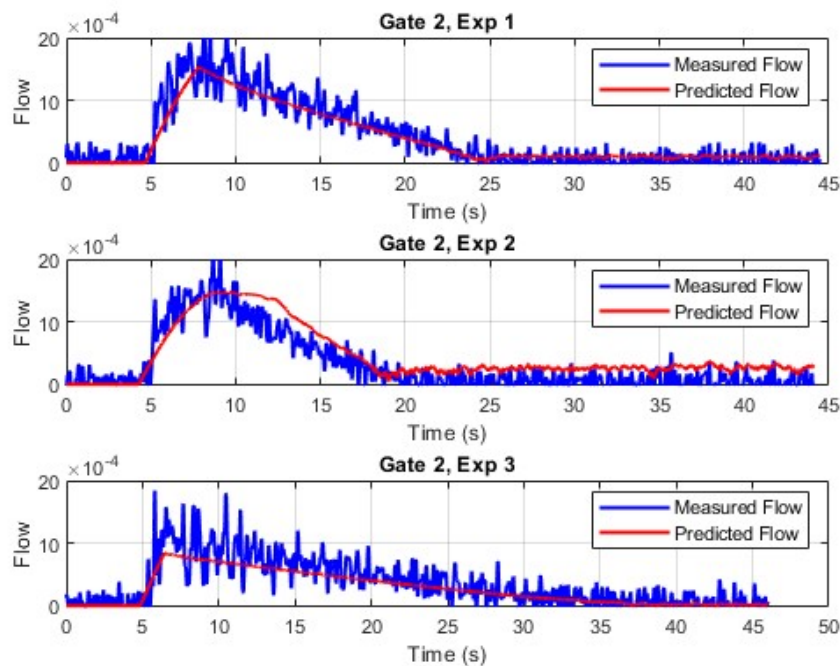 Gate 2, Exp 1
×10⁻⁴
20
10
0
Flow
Measured Flow
Predicted Flow
0 5 10 15 20 25 30 35 40 45
Time (s)
Gate 2, Exp 2
×10⁻⁴
20
10
0
Flow
Measured Flow
Predicted Flow
0 5 10 15 20 25 30 35 40 45
Time (s)
Gate 2, Exp 3
×10⁻⁴
20
10
0
Flow
Measured Flow
Predicted Flow
0 5 10 15 20 25 30 35 40 45 50
Time (s)